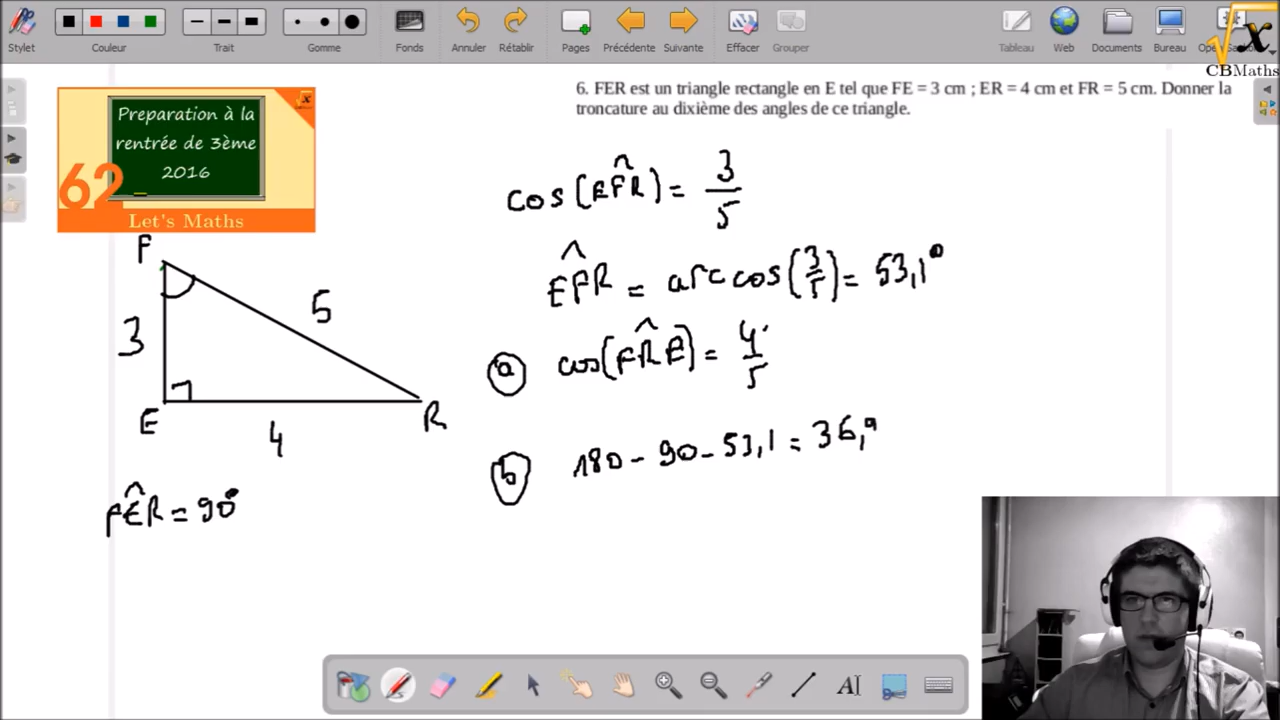 Stylet
Couleur
Trait
Gomme
Fonds
Annuler
Rétablir
Pages
Précédente
Suivante
Effacer
Grouper
Tableau
Web
Documents
Bureau
CBMaths
6. FER est un triangle rectangle en E tel que FE = 3 cm ; ER = 4 cm et FR = 5 cm. Donner la
troncature au dixième des angles de ce triangle.
Preparation à la
rentrée de 3ème
2016
62
Let's Maths
F
3
5
E
4
R
FER = 90°
cos(EFR) = 3/5
EFR = arccos(3/5) = 53,1°
a cos(FRE) = 4/5
b 180 - 90 - 53,1 = 36,9